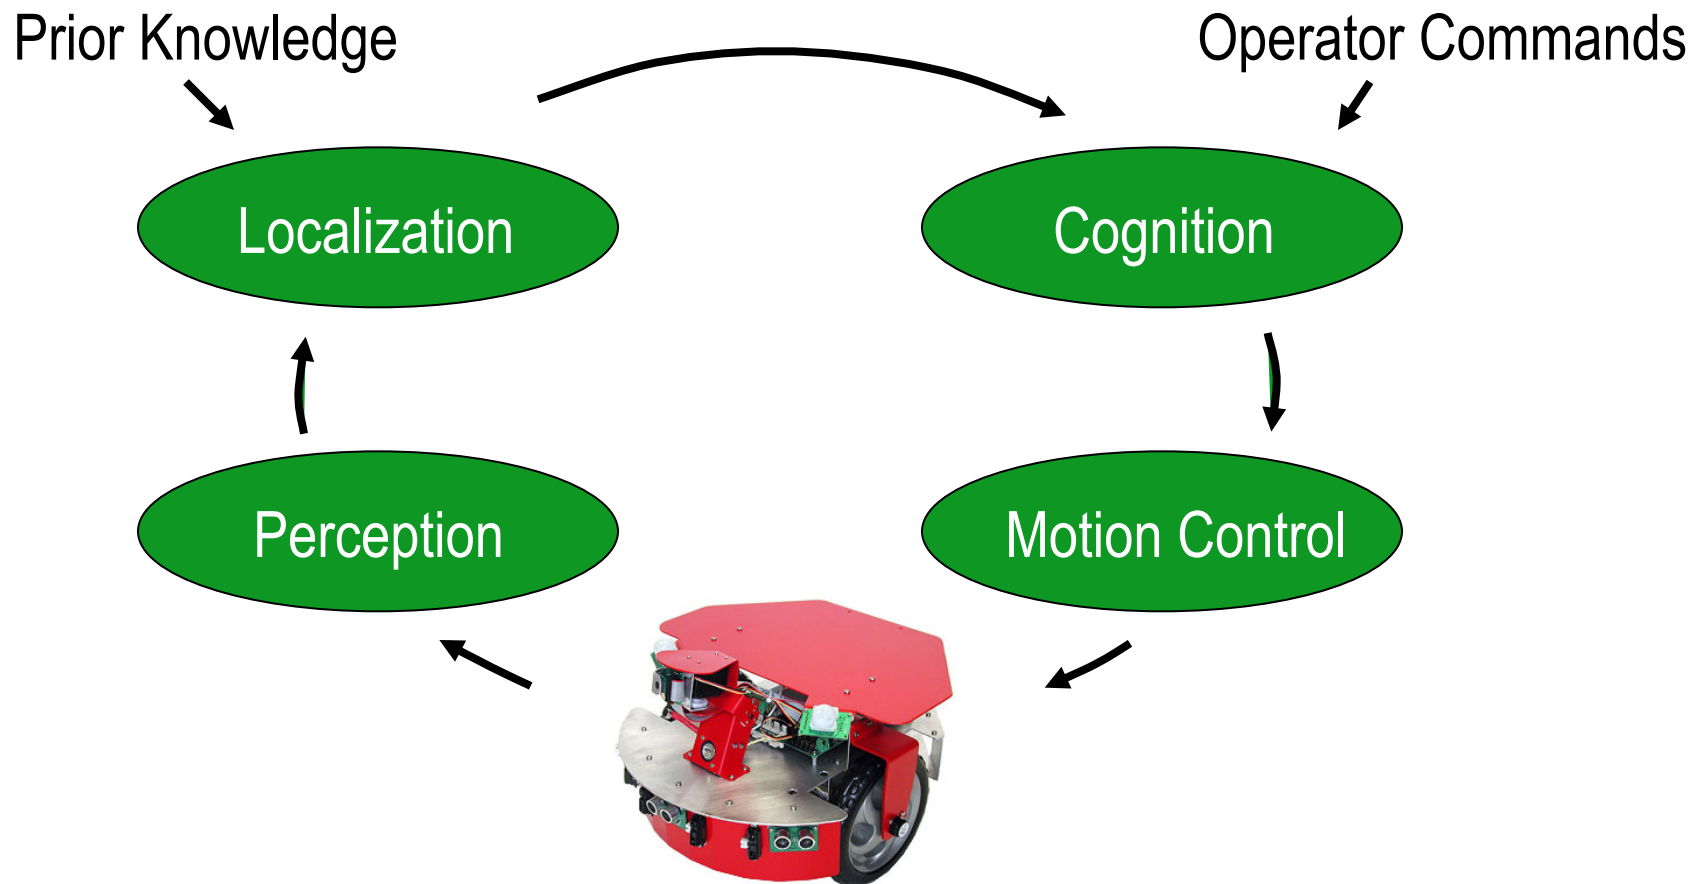 Prior Knowledge
Operator Commands
Localization
Cognition
Perception
Motion Control